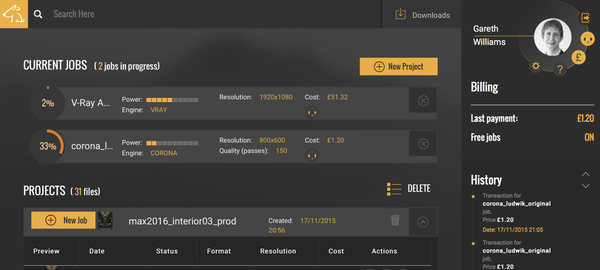 Search Here
Downloads
Gareth
Williams
£
?
CURRENT JOBS ( 2 jobs in progress)
+ New Project
2%
V-Ray A...
Power:
Engine: VRAY
Resolution: 1920x1080
Cost: £51.32
33%
corona_l...
Power:
Engine: CORONA
Resolution: 800x600
Quality (passes): 150
Cost: £1.20
PROJECTS ( 31 files)
DELETE
+ New Job
max2016_interior03_prod
Created: 17/11/2015
20:56
Preview Date Status Format Resolution Cost Actions
Billing
Last payment: £1.20
Free jobs ON
History
Transaction for
corona_ludwik_original
job.
Price £1.20
Date: 17/11/2015 21:05
Transaction for
corona_ludwik_original
job.
Price £1.20